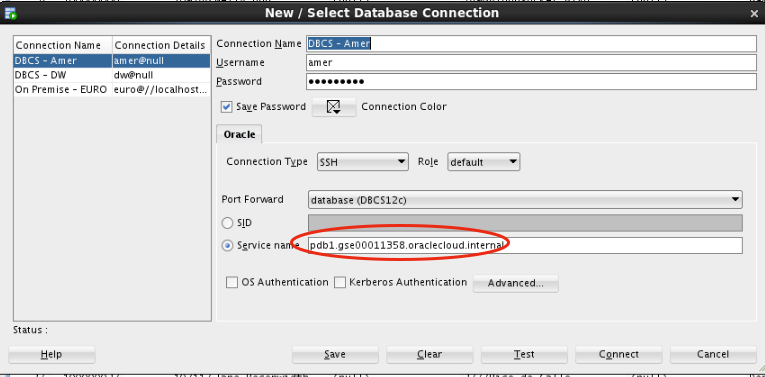 New / Select Database Connection
Connection Name Connection Details
DBCS - Amer amer@null
DBCS - DW dw@null
On Premise - EURO euro@//localhost...
Connection Name DBCS - Amer
Username amer
Password •••••••••
Save Password Connection Color
Oracle
Connection Type SSH Role default
Port Forward database (DBCS12c)
SID
Service name pdb1.gse00011358.oraclecloud.internal
OS Authentication Kerberos Authentication Advanced...
Status :
Help Save Clear Test Connect Cancel